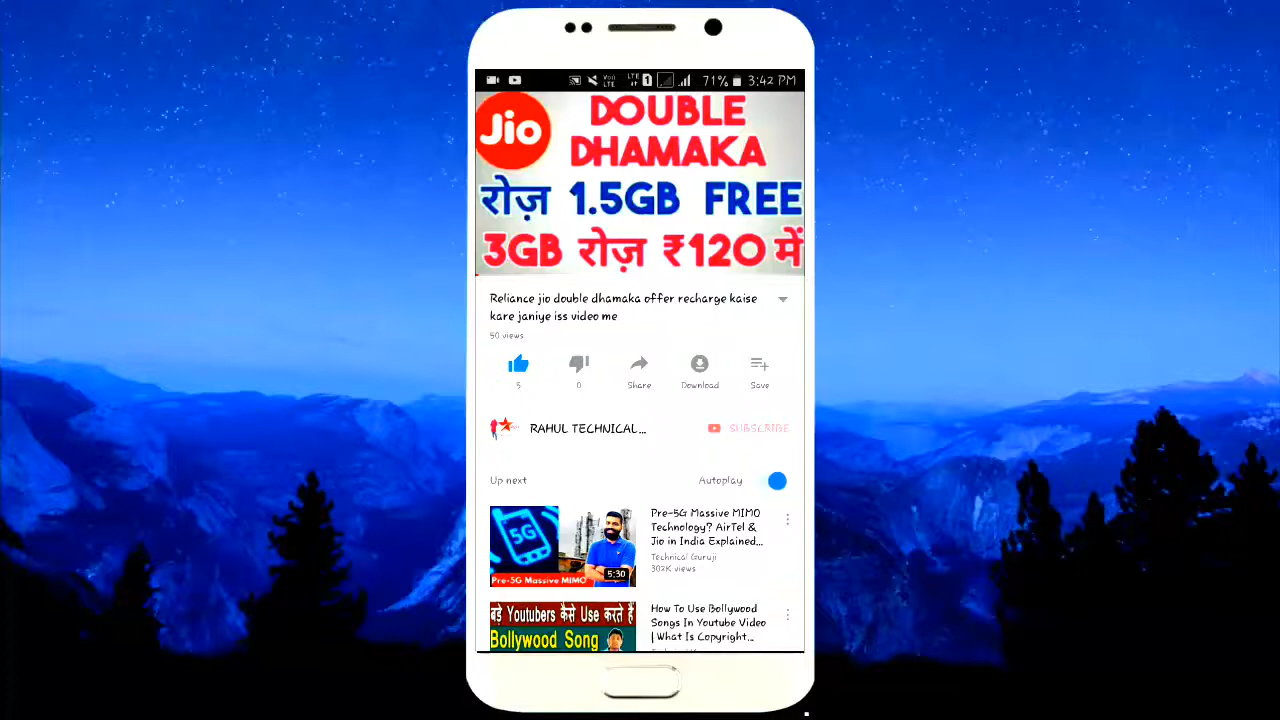 VoLTE LTE 1 71% 3:42 PM
Jio
DOUBLE
DHAMAKA
रोज़ 1.5GB FREE
3GB रोज़ ₹120 में
Reliance jio double dhamaka offer recharge kaise
kare janiye iss video me
50 views
5 0 Share Download Save
RAHUL TECHNICAL...
SUBSCRIBE
Up next
Autoplay
5G
5:30
Pre-5G Massive MIMO
Pre-5G Massive MIMO
Technology? AirTel &
Jio in India Explained...
Technical Guruji
302K views
बड़े Youtubers कैसे Use करते हैं
Bollywood Song
How To Use Bollywood
Songs In Youtube Video
| What Is Copyright...